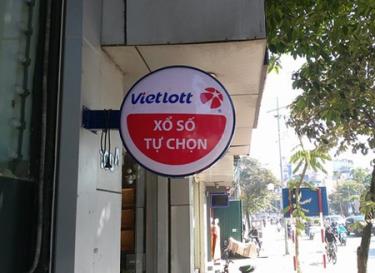 Vietlott
XỔ SỐ
TỰ CHỌN